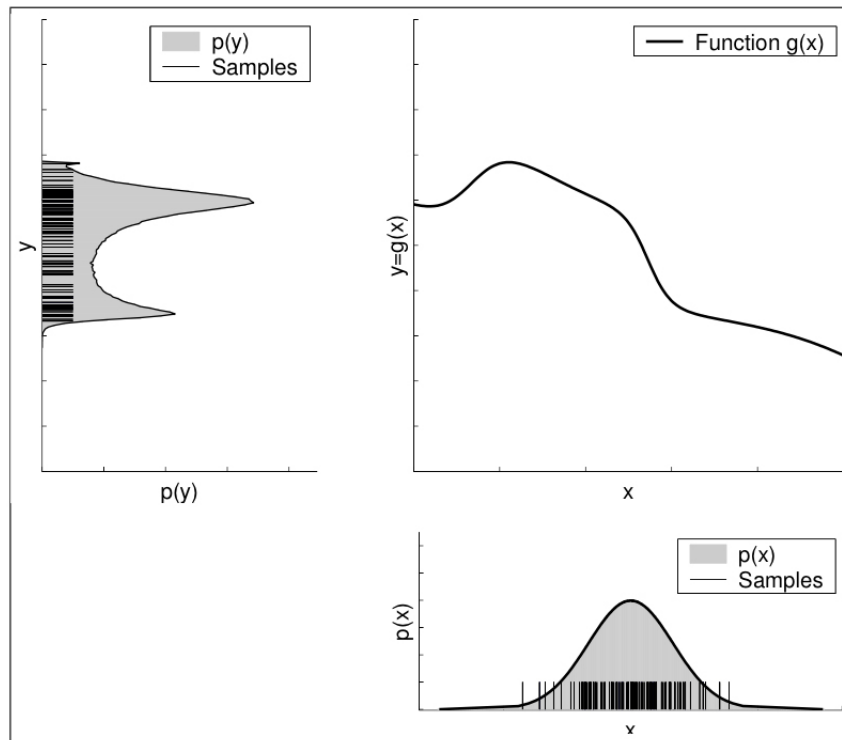 p(y)
Samples
y
p(y)
Function g(x)
y=g(x)
x
p(x)
Samples
p(x)
x